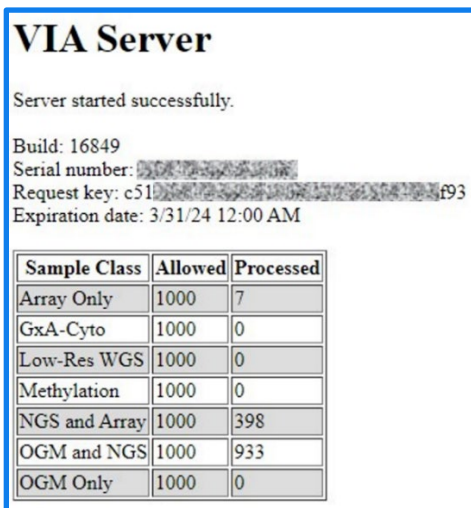 VIA Server
Server started successfully.
Build: 16849
Serial number:
Request key: c51 f93
Expiration date: 3/31/24 12:00 AM
Sample Class Allowed Processed
Array Only 1000 7
GxA-Cyto 1000 0
Low-Res WGS 1000 0
Methylation 1000 0
NGS and Array 1000 398
OGM and NGS 1000 933
OGM Only 1000 0